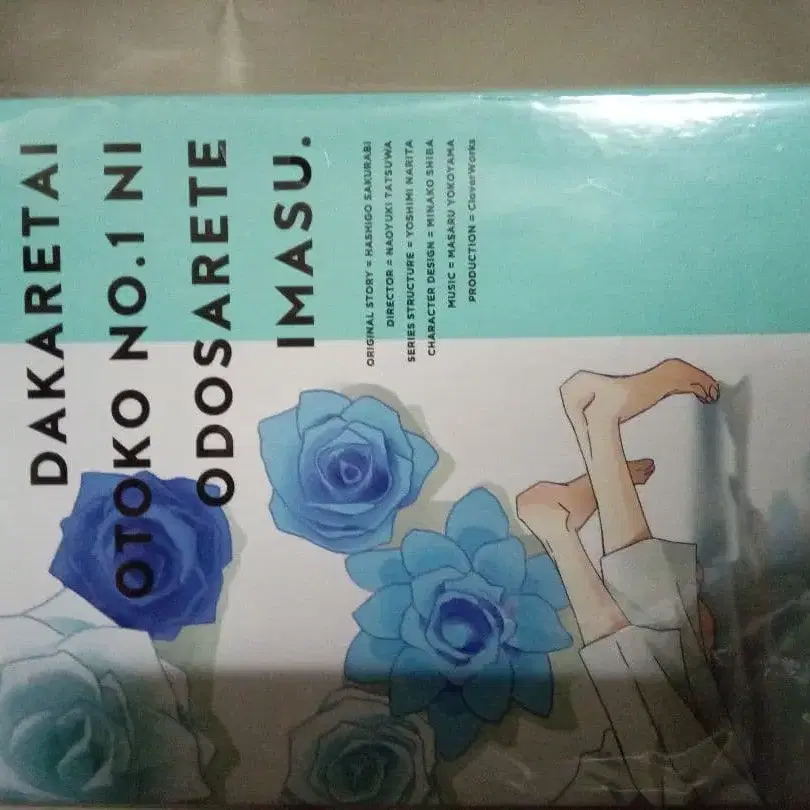 DAKARETAI
OTOKO NO.1 NI
ODOSARETE
IMASU.
ORIGINAL STORY = HASHIGO SAKURABI
DIRECTOR = NAOYUKI TATSUWA
SERIES STRUCTURE = YOSHIMI NARITA
CHARACTER DESIGN = MINAKO SHIBA
MUSIC = MASARU YOKOYAMA
PRODUCTION = CloverWorks